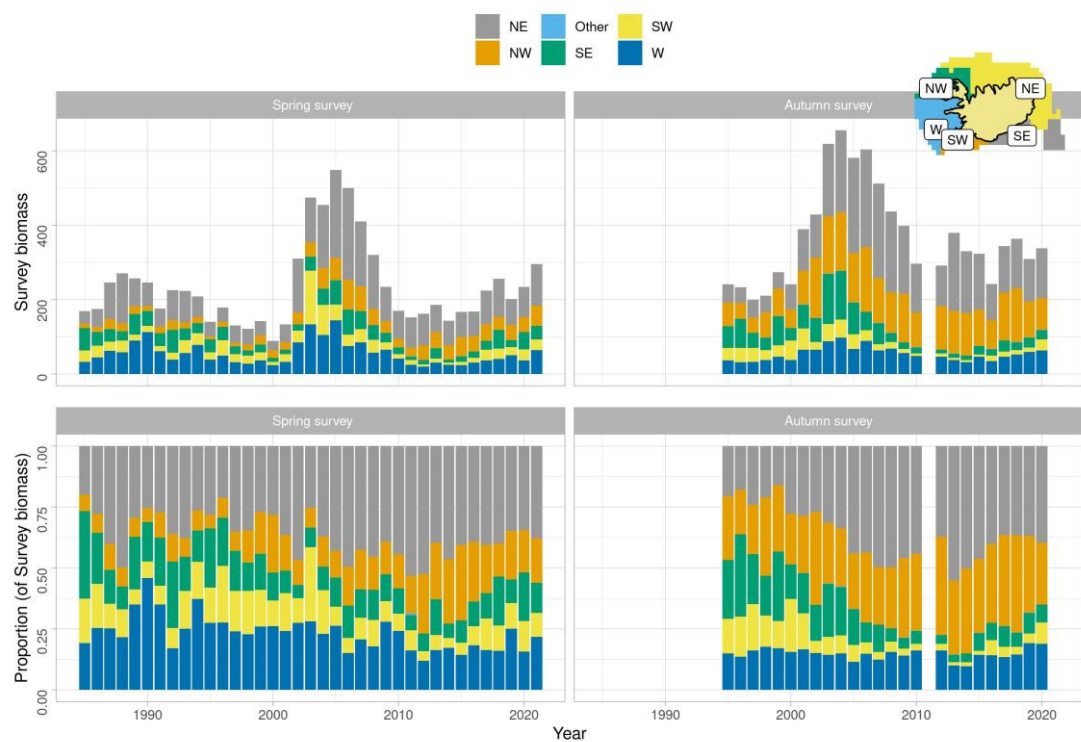 NE Other SW
NW SE W
NW NE
W SW SE
Spring survey Autumn survey
Survey biomass
600
400
200
0
Spring survey Autumn survey
Proportion (of Survey biomass)
1.00
0.75
0.50
0.25
0.00
1990 2000 2010 2020 1990 2000 2010 2020
Year